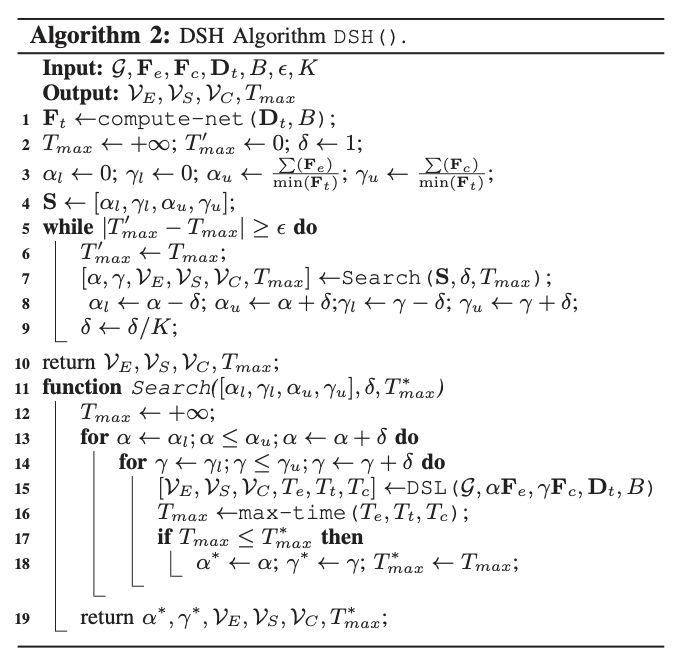 Algorithm 2: DSH Algorithm DSH().
Input: 𝒢, F_e, F_c, D_t, B, ϵ, K
Output: 𝒱_E, 𝒱_S, 𝒱_C, T_max
1 F_t ←compute-net(D_t, B);
2 T_max ← +∞; T′_max ← 0; δ ← 1;
3 α_l ← 0; γ_l ← 0; α_u ← ∑(F_e)/min(F_t); γ_u ← ∑(F_c)/min(F_t);
4 S ← [α_l, γ_l, α_u, γ_u];
5 while |T′_max − T_max| ≥ ϵ do
6 T′_max ← T_max;
7 [α, γ, 𝒱_E, 𝒱_S, 𝒱_C, T_max] ←Search(S, δ, T_max);
8 α_l ← α − δ; α_u ← α + δ;γ_l ← γ − δ; γ_u ← γ + δ;
9 δ ← δ/K;
10 return 𝒱_E, 𝒱_S, 𝒱_C, T_max;
11 function Search([α_l, γ_l, α_u, γ_u], δ, T*_max)
12 T_max ← +∞;
13 for α ← α_l; α ≤ α_u; α ← α + δ do
14 for γ ← γ_l; γ ≤ γ_u; γ ← γ + δ do
15 [𝒱_E, 𝒱_S, 𝒱_C, T_e, T_t, T_c] ←DSL(𝒢, αF_e, γF_c, D_t, B)
16 T_max ←max-time(T_e, T_t, T_c);
17 if T_max ≤ T*_max then
18 α* ← α; γ* ← γ; T*_max ← T_max;
19 return α*, γ*, 𝒱_E, 𝒱_S, 𝒱_C, T*_max;